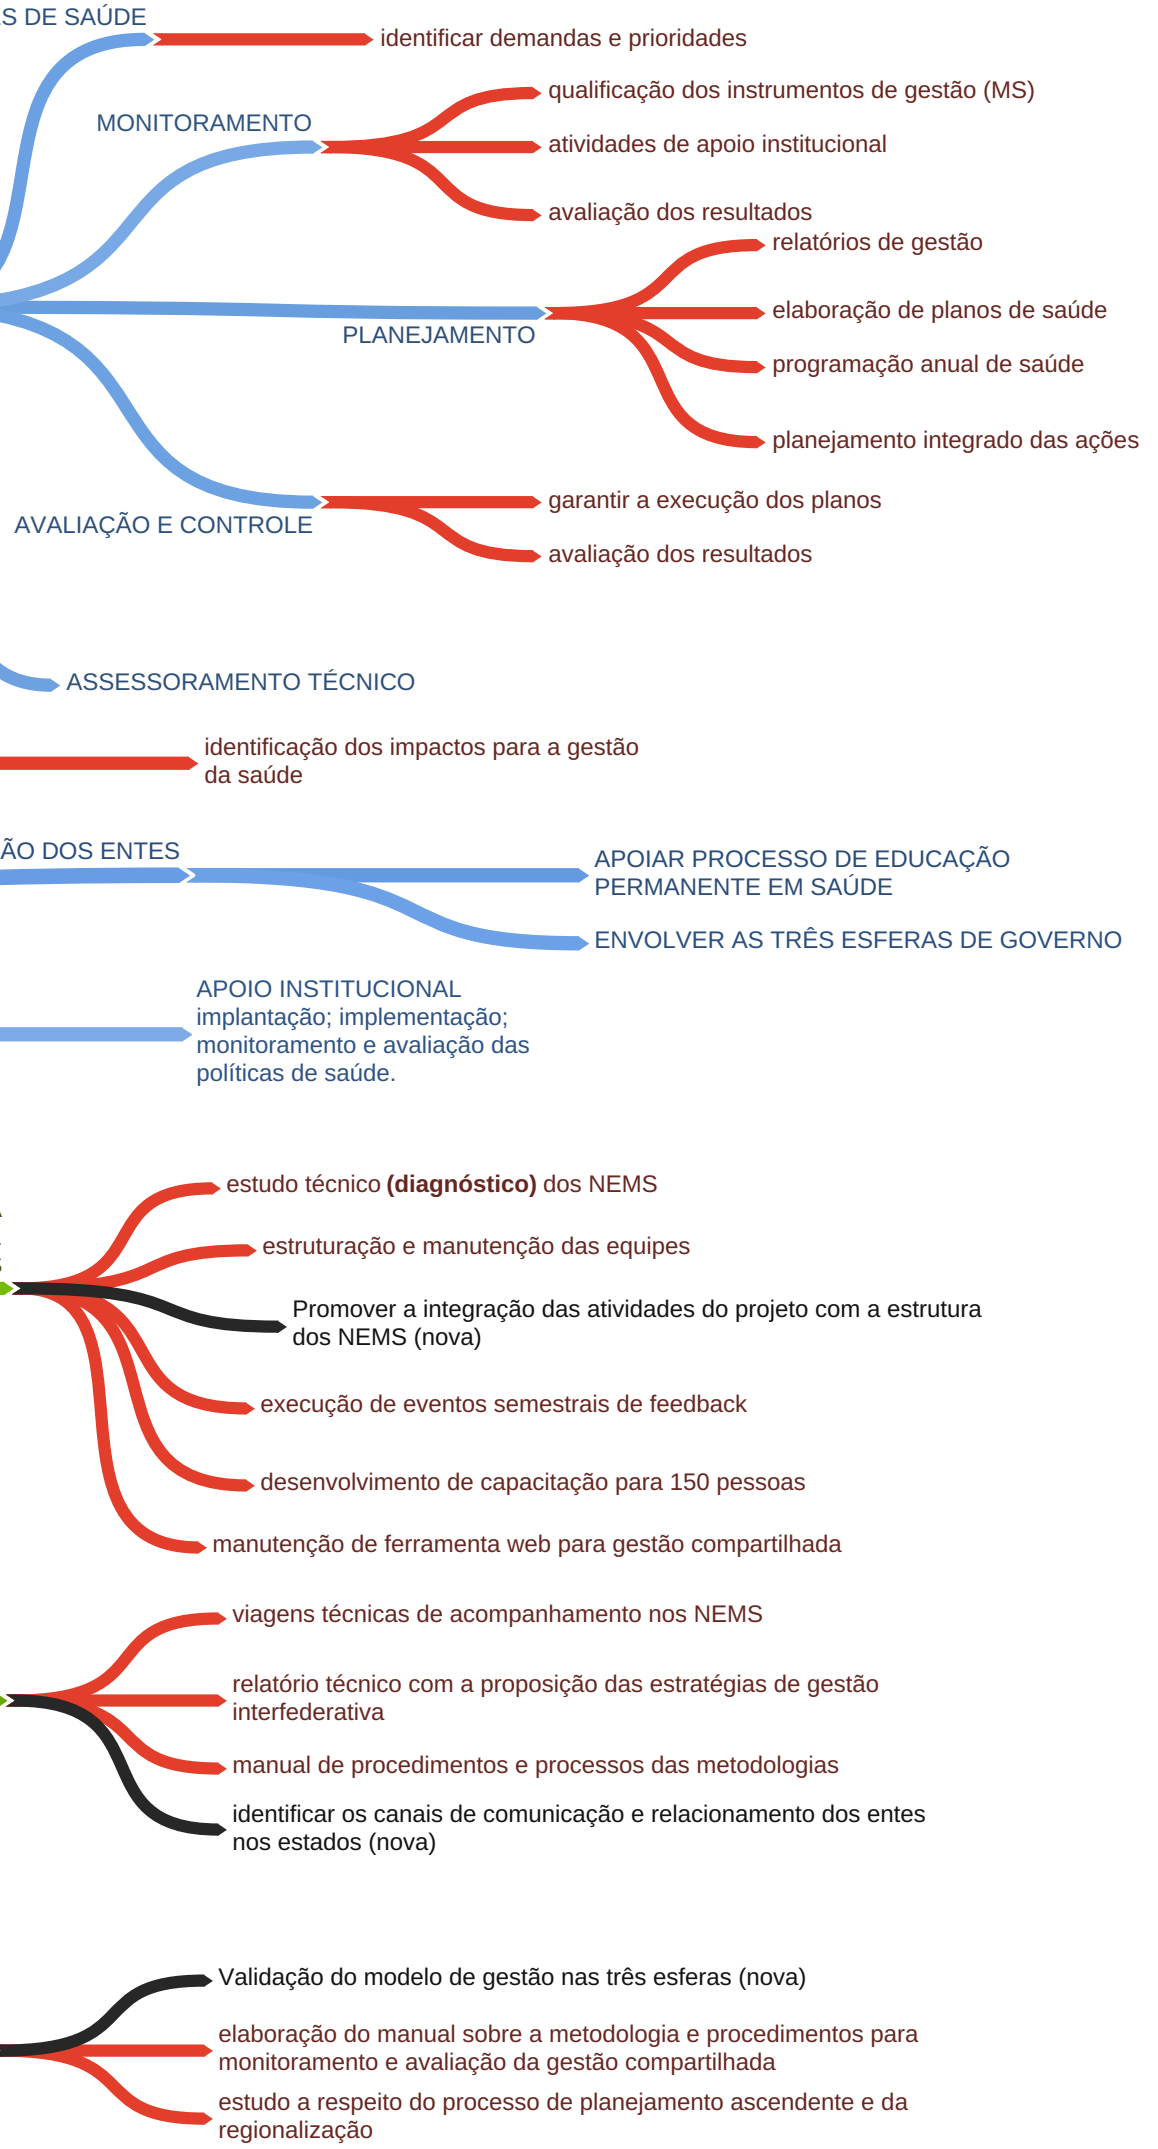 DE SAÚDE
identificar demandas e prioridades
MONITORAMENTO
qualificação dos instrumentos de gestão (MS)
atividades de apoio institucional
avaliação dos resultados
relatórios de gestão
elaboração de planos de saúde
PLANEJAMENTO
programação anual de saúde
planejamento integrado das ações
garantir a execução dos planos
AVALIAÇÃO E CONTROLE
avaliação dos resultados
ASSESSORAMENTO TÉCNICO
identificação dos impactos para a gestão
da saúde
ÃO DOS ENTES
APOIAR PROCESSO DE EDUCAÇÃO
PERMANENTE EM SAÚDE
ENVOLVER AS TRÊS ESFERAS DE GOVERNO
APOIO INSTITUCIONAL
implantação; implementação;
monitoramento e avaliação das
políticas de saúde.
estudo técnico (diagnóstico) dos NEMS
estruturação e manutenção das equipes
Promover a integração das atividades do projeto com a estrutura
dos NEMS (nova)
execução de eventos semestrais de feedback
desenvolvimento de capacitação para 150 pessoas
manutenção de ferramenta web para gestão compartilhada
viagens técnicas de acompanhamento nos NEMS
relatório técnico com a proposição das estratégias de gestão
interfederativa
manual de procedimentos e processos das metodologias
identificar os canais de comunicação e relacionamento dos entes
nos estados (nova)
Validação do modelo de gestão nas três esferas (nova)
elaboração do manual sobre a metodologia e procedimentos para
monitoramento e avaliação da gestão compartilhada
estudo a respeito do processo de planejamento ascendente e da
regionalização